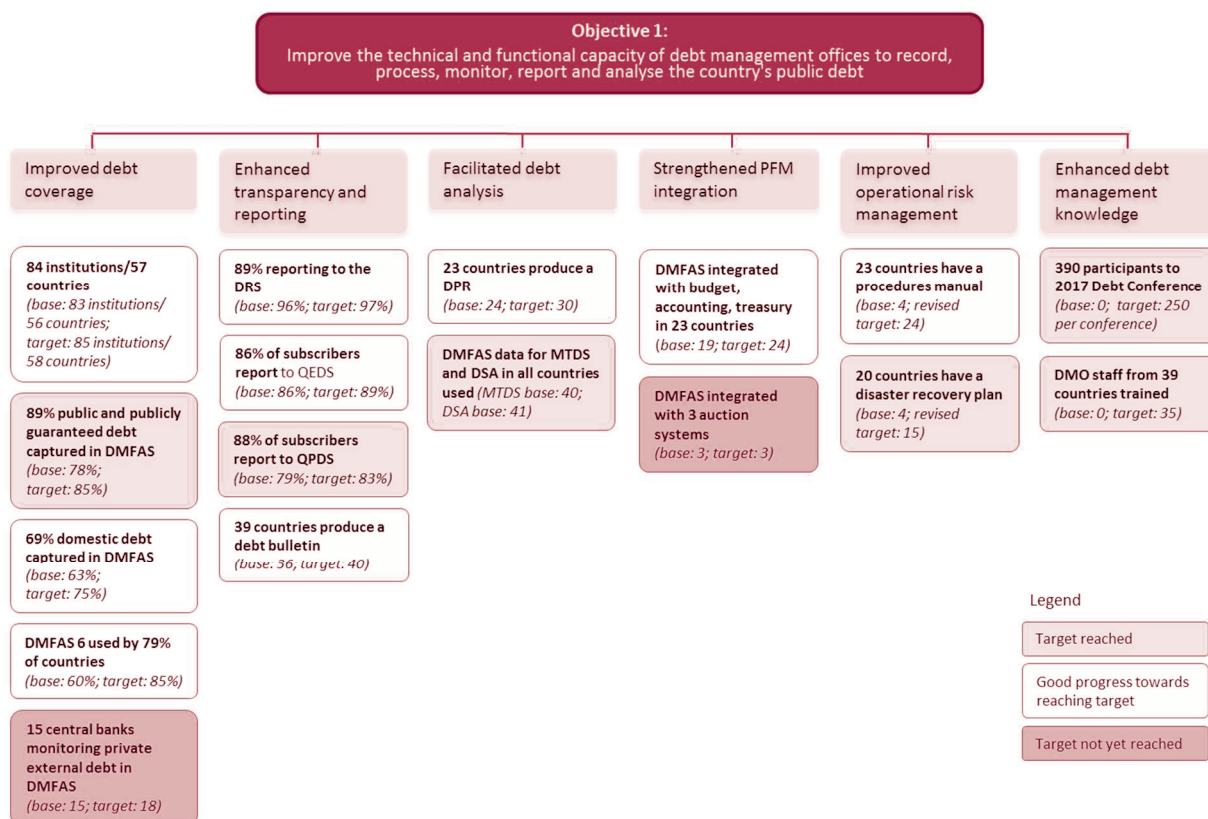 Objective 1:
Improve the technical and functional capacity of debt management offices to record,
process, monitor, report and analyse the country's public debt
Improved debt
coverage
Enhanced
transparency and
reporting
Facilitated debt
analysis
Strengthened PFM
integration
Improved
operational risk
management
Enhanced debt
management
knowledge
84 institutions/57
countries
(base: 83 institutions/
56 countries;
target: 85 institutions/
58 countries)
89% public and publicly
guaranteed debt
captured in DMFAS
(base: 78%;
target: 85%)
69% domestic debt
captured in DMFAS
(base: 63%;
target: 75%)
DMFAS 6 used by 79%
of countries
(base: 60%; target: 85%)
15 central banks
monitoring private
external debt in
DMFAS
(base: 15; target: 18)
89% reporting to the
DRS
(base: 96%; target: 97%)
86% of subscribers
report to QEDS
(base: 86%; target: 89%)
88% of subscribers
report to QPDS
(base: 79%; target: 83%)
39 countries produce a
debt bulletin
(base: 36; target: 40)
23 countries produce a
DPR
(base: 24; target: 30)
DMFAS data for MTDS
and DSA in all countries
used (MTDS base: 40;
DSA base: 41)
DMFAS integrated
with budget,
accounting, treasury
in 23 countries
(base: 19; target: 24)
DMFAS integrated
with 3 auction
systems
(base: 3; target: 3)
23 countries have a
procedures manual
(base: 4; revised
target: 24)
20 countries have a
disaster recovery plan
(base: 4; revised
target: 15)
390 participants to
2017 Debt Conference
(base: 0; target: 250
per conference)
DMO staff from 39
countries trained
(base: 0; target: 35)
Legend
Target reached
Good progress towards
reaching target
Target not yet reached